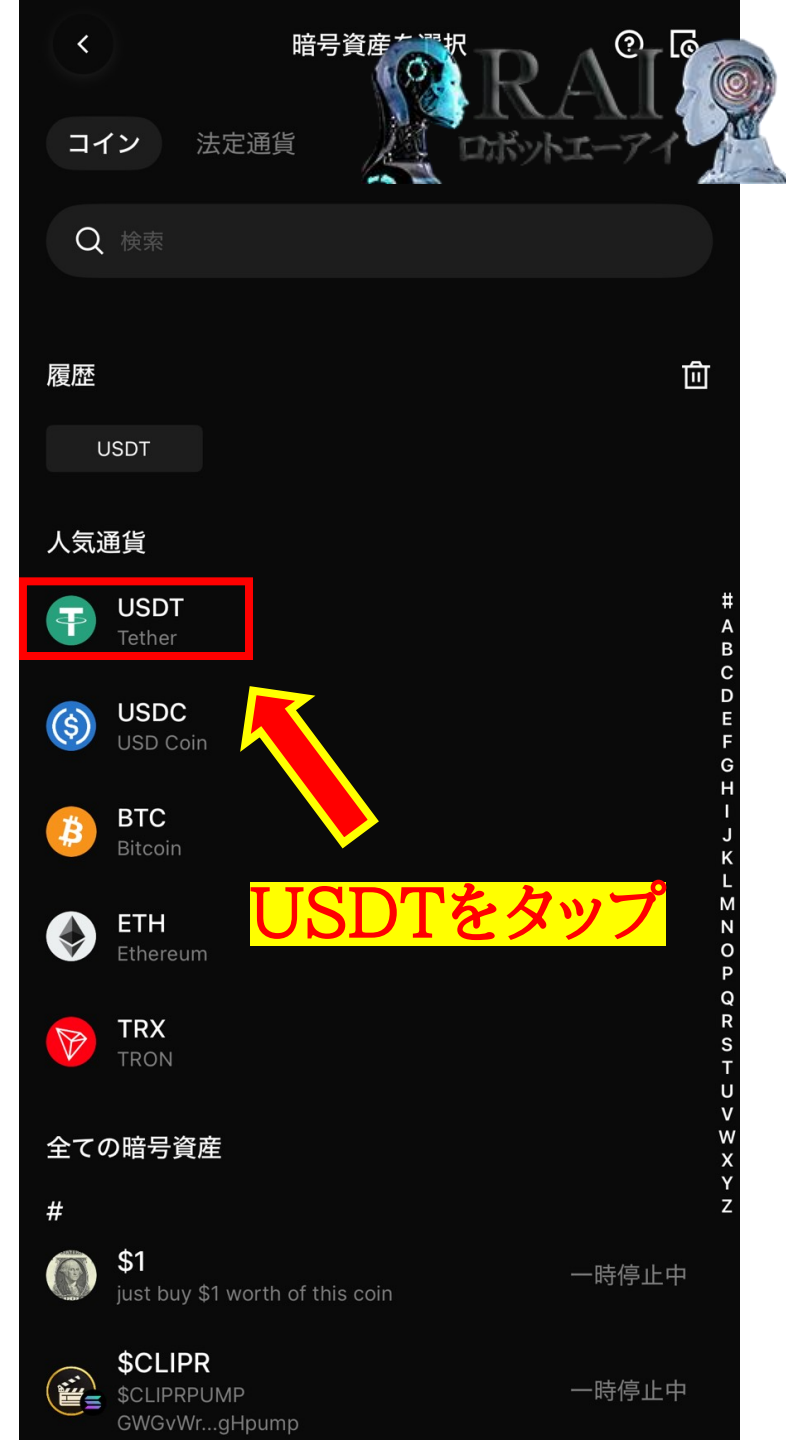 暗号資産を選択
RAI
ロボットエーアイ
コイン 法定通貨
検索
履歴
USDT
人気通貨
USDT
Tether
USDC
USD Coin
BTC
Bitcoin
USDTをタップ
ETH
Ethereum
TRX
TRON
#
A
B
C
D
E
F
G
H
I
J
K
L
M
N
O
P
Q
R
S
T
U
V
W
X
Y
Z
全ての暗号資産
#
$1
just buy $1 worth of this coin
一時停止中
$CLIPR
$CLIPRPUMP
GWGvWr...gHpump
一時停止中